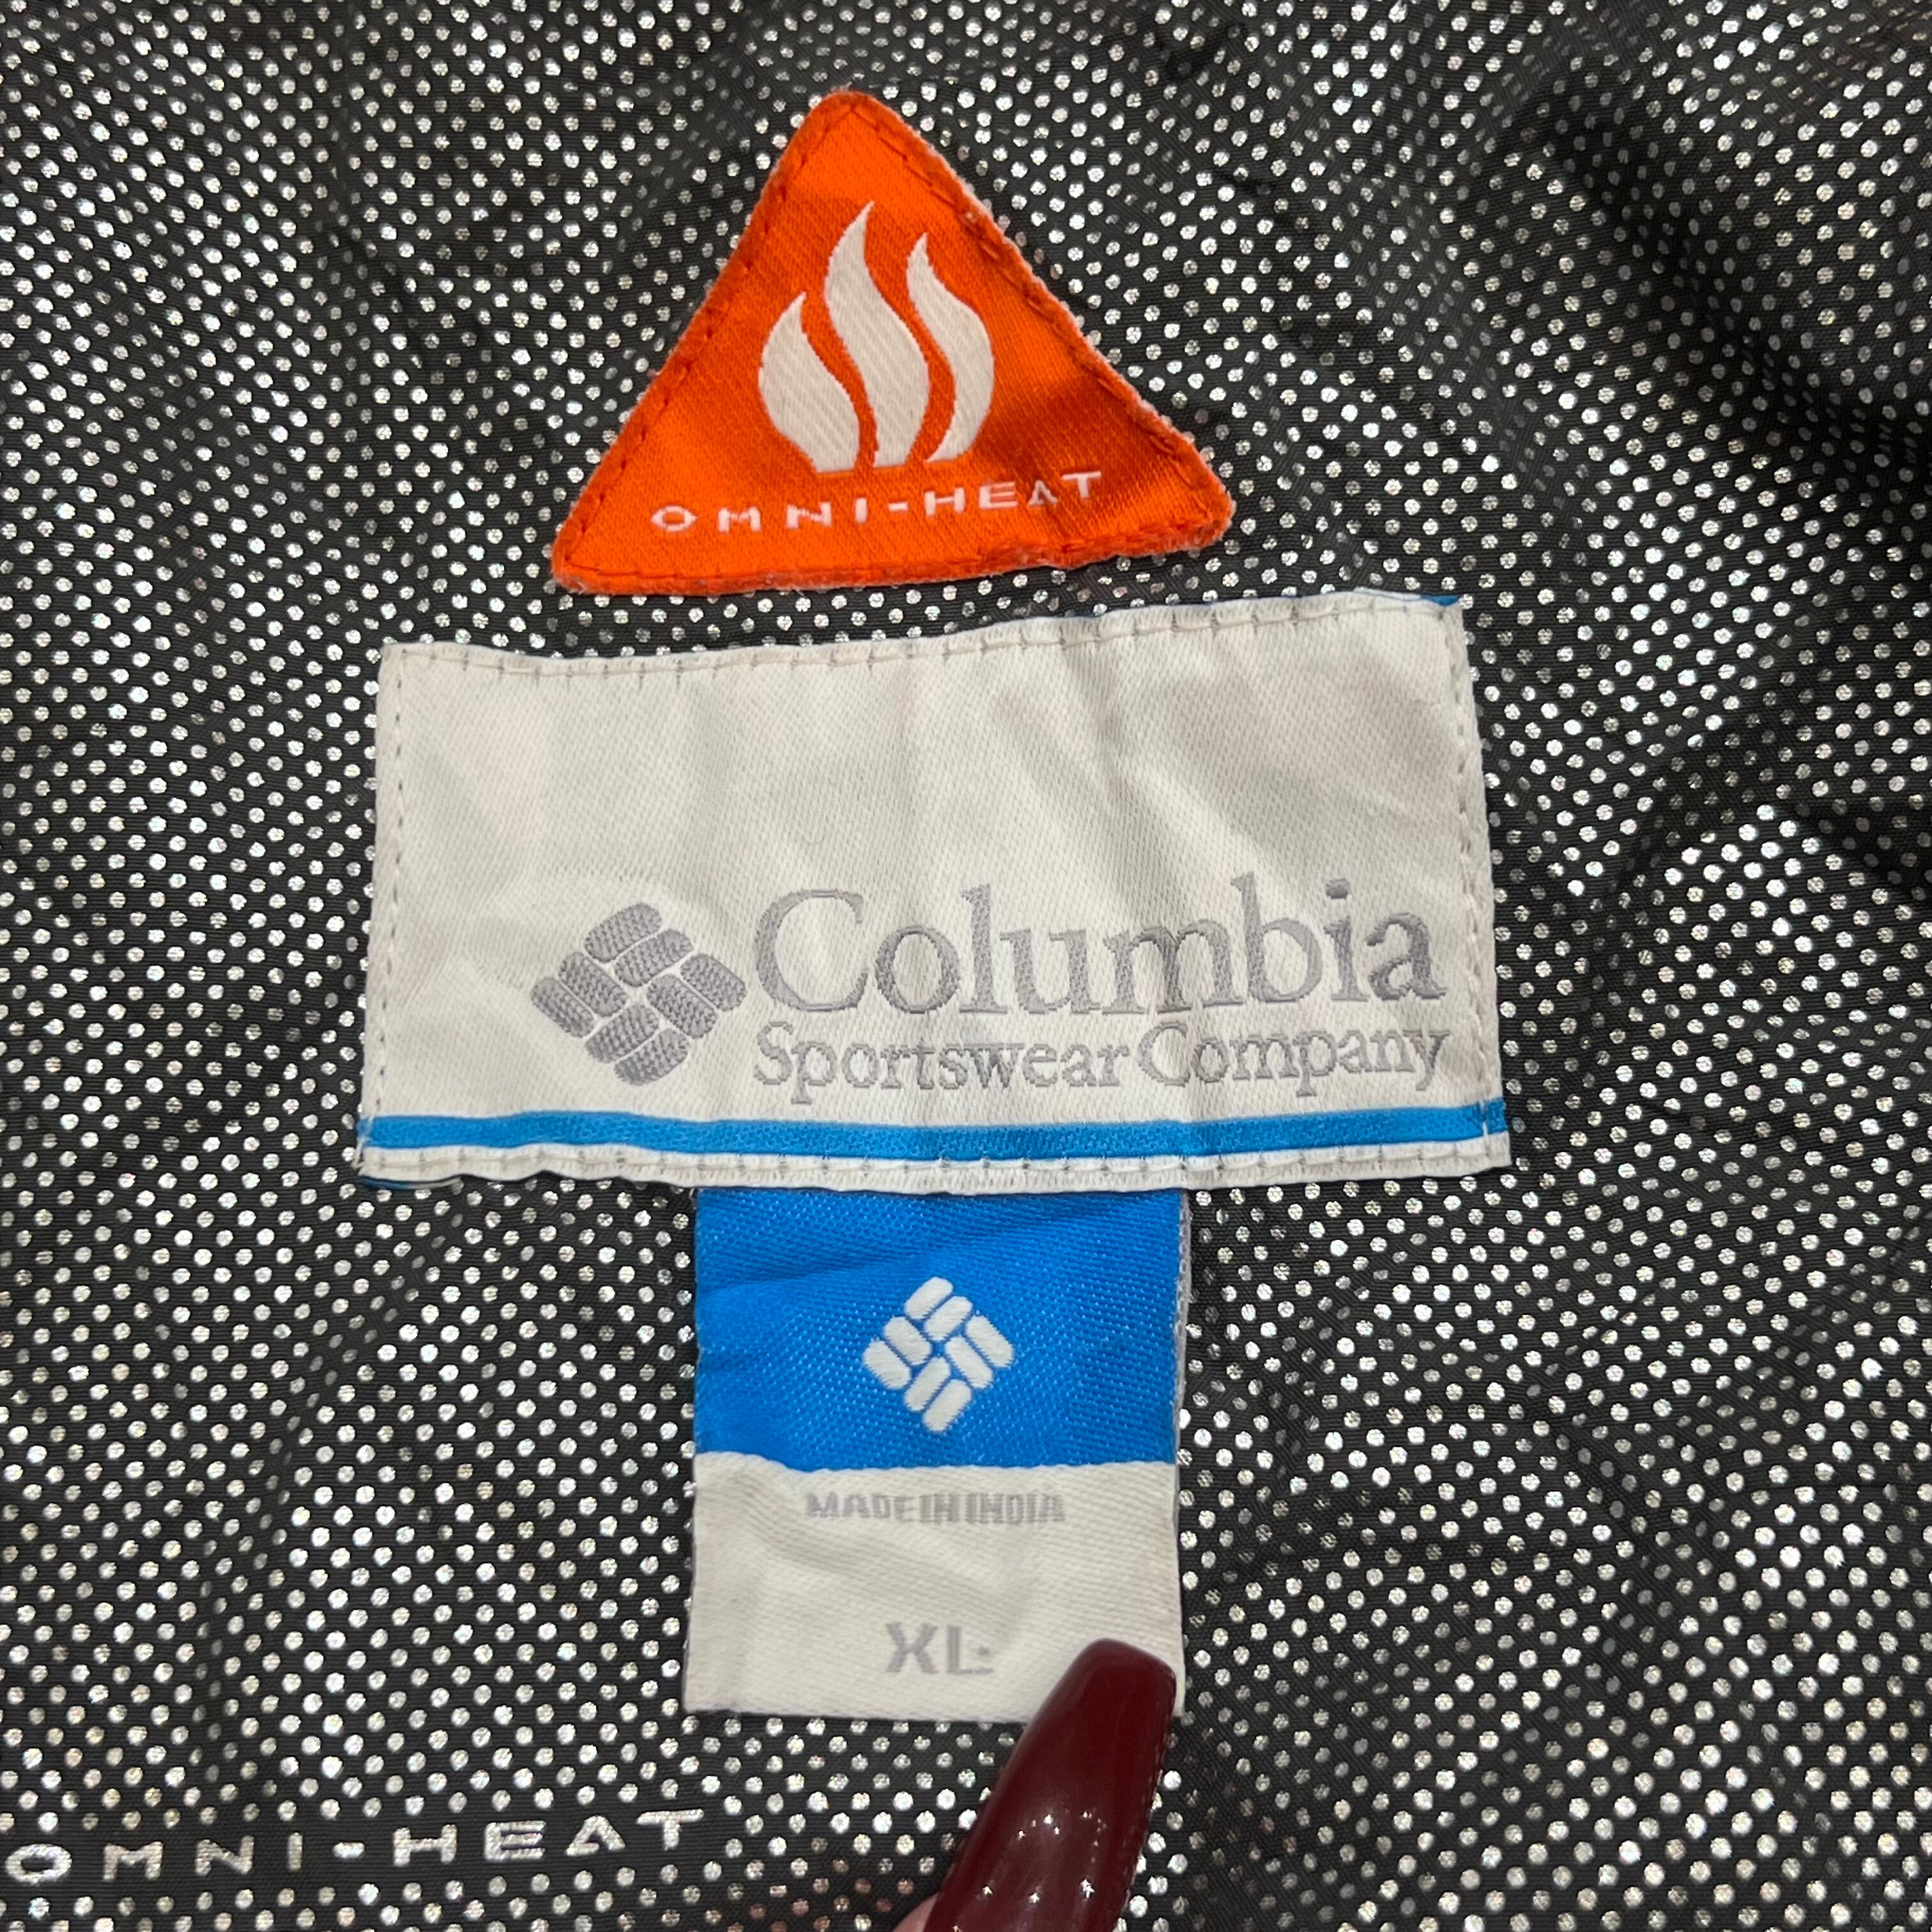 OMNI-HEAT
Columbia
Sportswear Company
MADE IN INDIA
XL
OMNI-HEAT